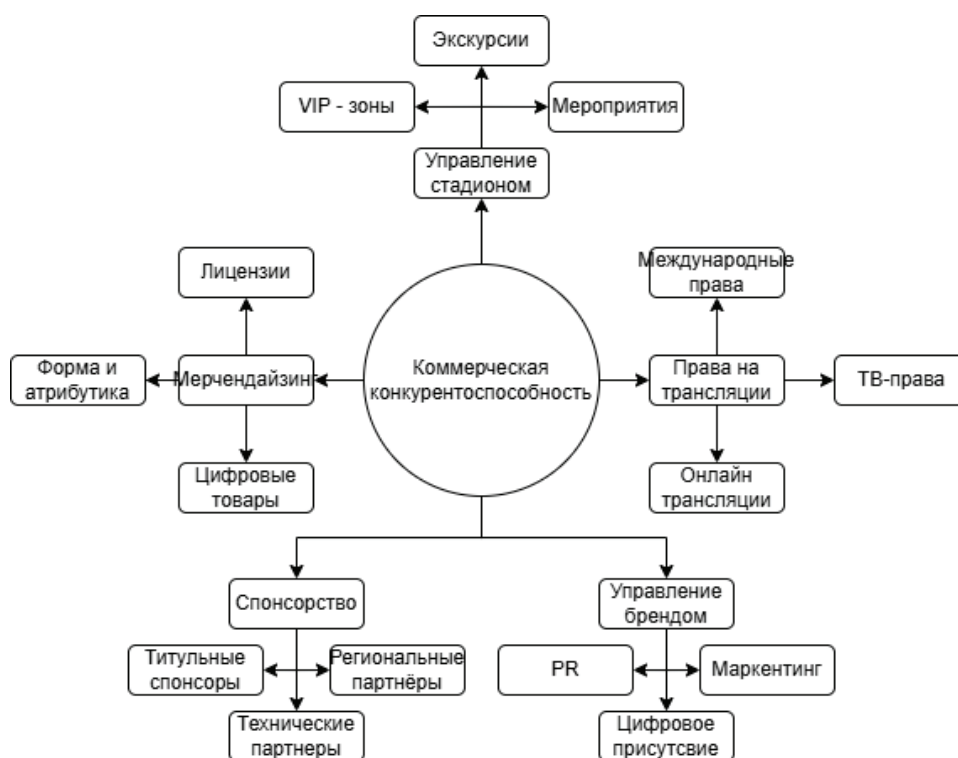 Экскурсии
VIP - зоны
Мероприятия
Управление
стадионом
Лицензии
Международные
права
Форма и
атрибутика
Мерчендайзинг
Коммерческая
конкурентоспособность
Права на
трансляции
ТВ-права
Цифровые
товары
Онлайн
трансляции
Спонсорство
Управление
брендом
Титульные
спонсоры
Региональные
партнёры
PR
Маркентинг
Технические
партнеры
Цифровое
присутсвие